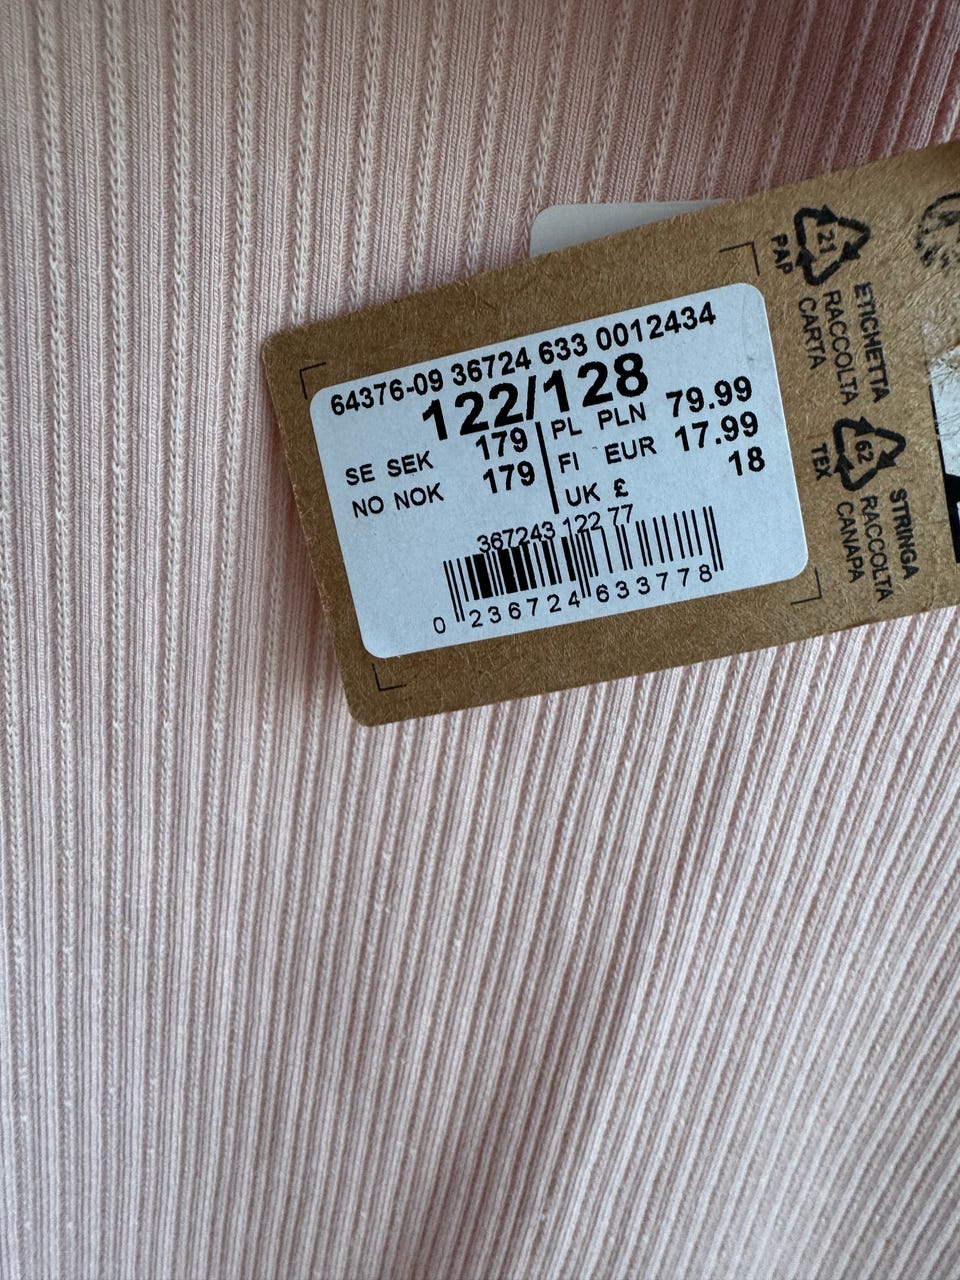 64376-09 36724 633 0012434
122/128
SE SEK 179
NO NOK 179
PL PLN 79.99
FI EUR 17.99
UK £ 18
367243 122 77
0 236724 633778
21
PAP
ETICHETTA
RACCOLTA
CARTA
62
TEX
STRINGA
RACCOLTA
CANAPA